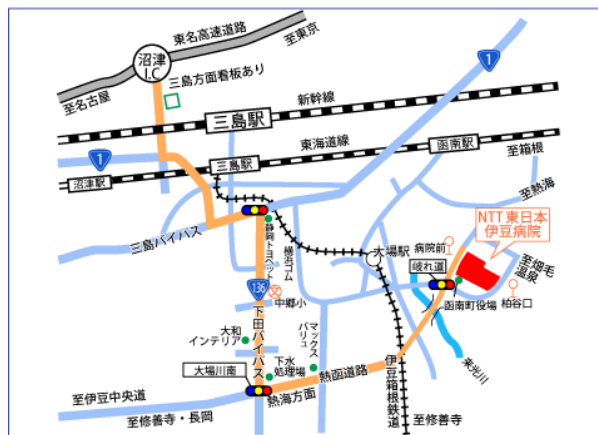 東名高速道路
至東京
沼津
I.C
至名古屋
三島方面看板あり
1
新幹線
三島駅
東海道線
函南駅
至箱根
1
三島駅
沼津駅
至熱海
NTT東日本
伊豆病院
三島バイパス
静岡トヨペット
横浜ゴム
大場駅
病院前
岐れ道
至畑毛
温泉
136
中郷小
函南町役場
柏谷口
下田バイパス
大和
インテリア
マックス
バリュ
下水
処理場
大場川南
熱函道路
熱海方面
伊豆箱根鉄道
来光川
至伊豆中央道
至修善寺・長岡
至修善寺